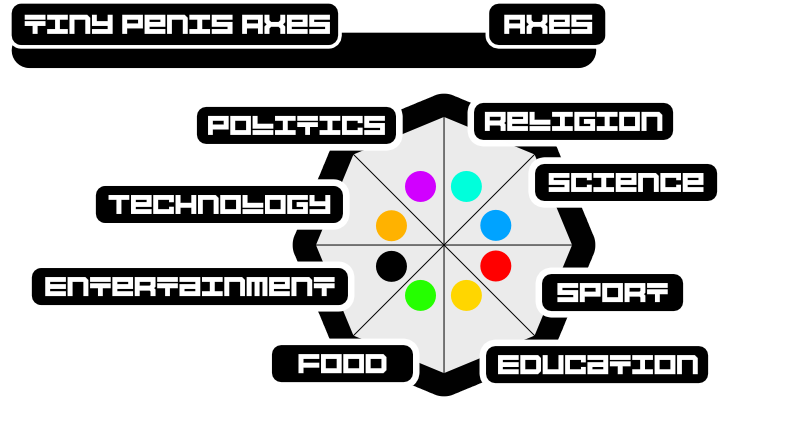 TINY PENIS AXES
AXES
POLITICS
RELIGION
SCIENCE
TECHNOLOGY
ENTERTAINMENT
SPORT
FOOD
EDUCATION